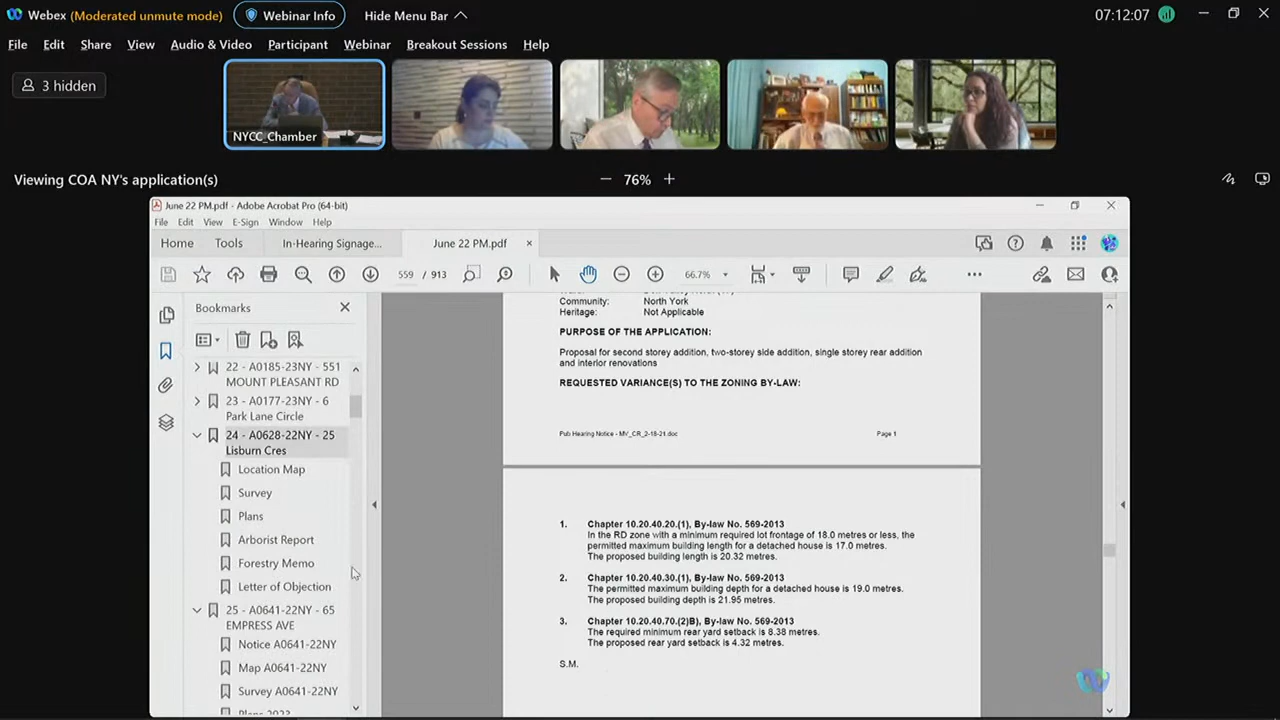 Webex (Moderated unmute mode) Webinar Info Hide Menu Bar 07:12:07
File Edit Share View Audio & Video Participant Webinar Breakout Sessions Help
3 hidden
NYCC_Chamber
Viewing COA NY's application(s) 76%
June 22 PM.pdf - Adobe Acrobat Pro (64-bit)
File Edit View E-Sign Window Help
Home Tools In-Hearing Signage... June 22 PM.pdf
559 / 913 66.7%
Bookmarks
22 - A0185-23NY - 551
MOUNT PLEASANT RD
23 - A0177-23NY - 6
Park Lane Circle
24 - A0628-22NY - 25
Lisburn Cres
Location Map
Survey
Plans
Arborist Report
Forestry Memo
Letter of Objection
25 - A0641-22NY - 65
EMPRESS AVE
Notice A0641-22NY
Map A0641-22NY
Survey A0641-22NY
Plans 2023
Community: North York
Heritage: Not Applicable
PURPOSE OF THE APPLICATION:
Proposal for second storey addition, two-storey side addition, single storey rear addition
and interior renovations
REQUESTED VARIANCE(S) TO THE ZONING BY-LAW:
Pub Hearing Notice - MV_CR_2-18-21.doc Page 1
1. Chapter 10.20.40.20.(1), By-law No. 569-2013
In the RD zone with a minimum required lot frontage of 18.0 metres or less, the
permitted maximum building length for a detached house is 17.0 metres.
The proposed building length is 20.32 metres.
2. Chapter 10.20.40.30.(1), By-law No. 569-2013
The permitted maximum building depth for a detached house is 19.0 metres.
The proposed building depth is 21.95 metres.
3. Chapter 10.20.40.70.(2)B), By-law No. 569-2013
The required minimum rear yard setback is 8.38 metres.
The proposed rear yard setback is 4.32 metres.
S.M.